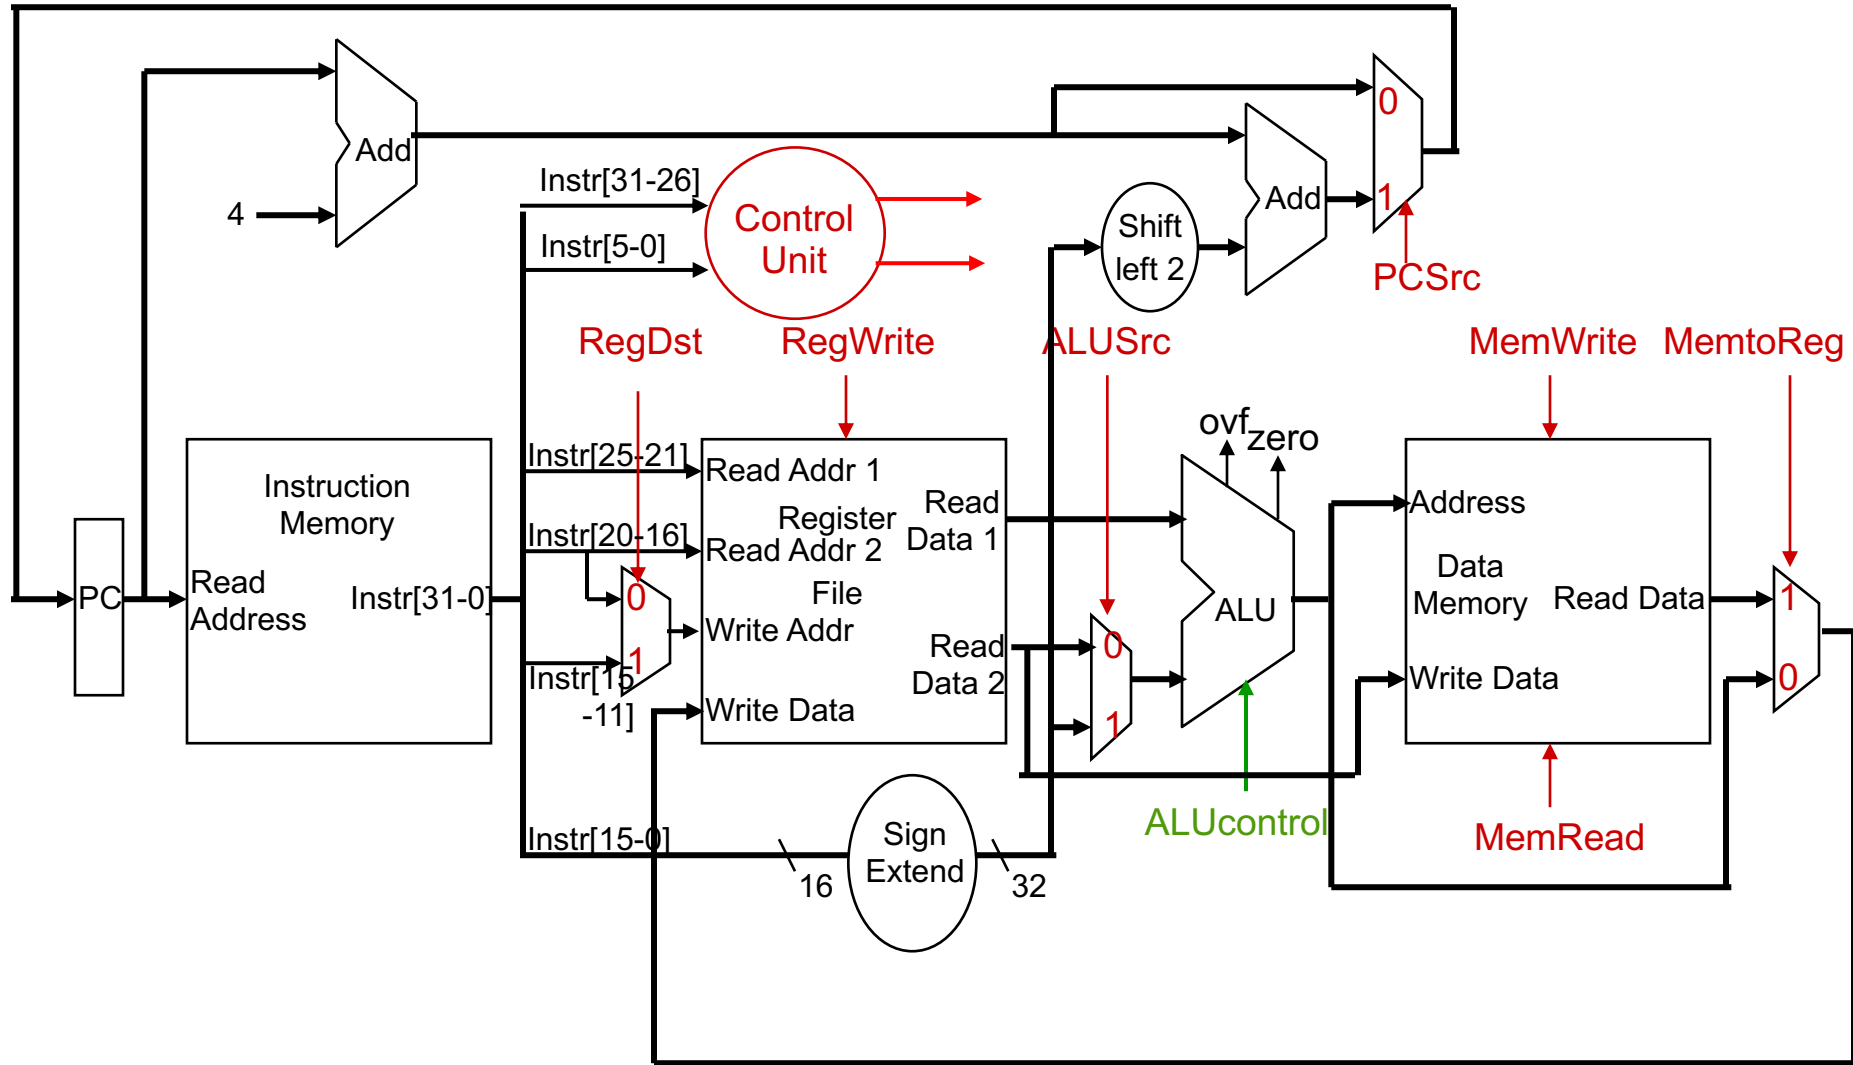 Add
4
Instr[31-26]
Instr[5-0]
Control
Unit
Shift
left 2
Add
0
1
PCSrc
RegDst
RegWrite
ALUSrc
MemWrite
MemtoReg
ovf
zero
Instruction
Memory
Read
Address
Instr[31-0]
PC
Instr[25-21]
Instr[20-16]
Instr[15
-11]
0
1
Read Addr 1
Register
Read Addr 2
File
Write Addr
Write Data
Read
Data 1
Read
Data 2
0
1
ALU
ALUcontrol
Address
Data
Memory
Read Data
Write Data
1
0
MemRead
Instr[15-0]
16
Sign
Extend
32